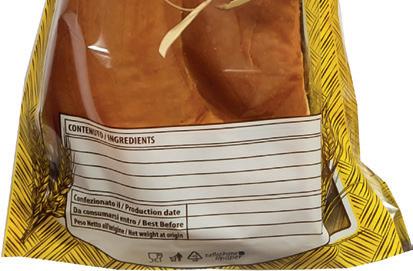 CONTENUTO / INGREDIENTS
Confezionato il / Production date
Da consumarsi entro / Best Before
Peso Netto all'origine / Net weight at origin